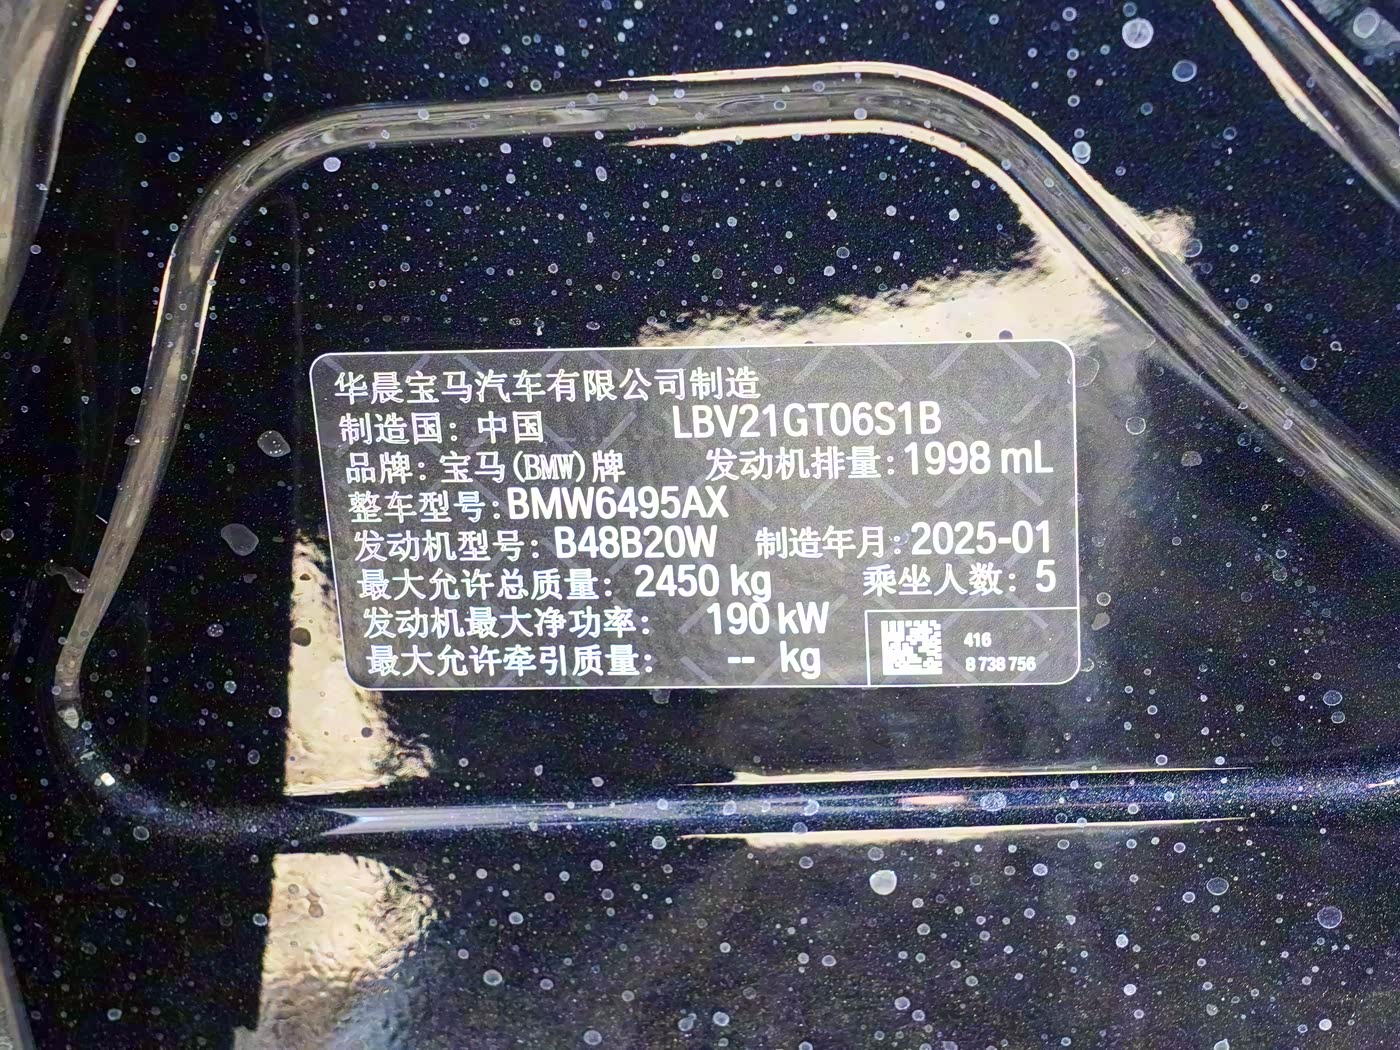 华晨宝马汽车有限公司制造
制造国：中国 LBV21GT06S1B
品牌：宝马(BMW)牌 发动机排量：1998 mL
整车型号：BMW6495AX
发动机型号：B48B20W 制造年月：2025-01
最大允许总质量：2450 kg 乘坐人数：5
发动机最大净功率：190 kW
最大允许牵引质量：-- kg
416
8 738 756